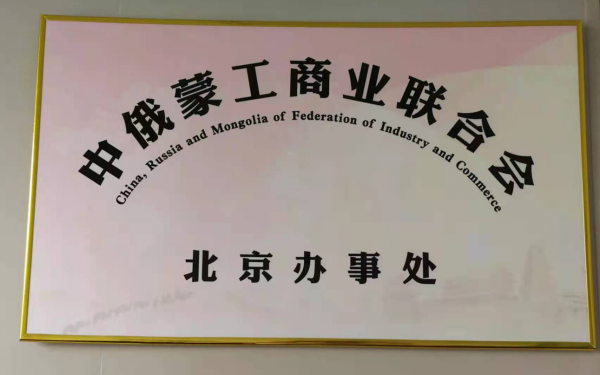 中俄蒙工商业联合会
China, Russia and Mongolia of Federation of Industry and Commerce
北京办事处